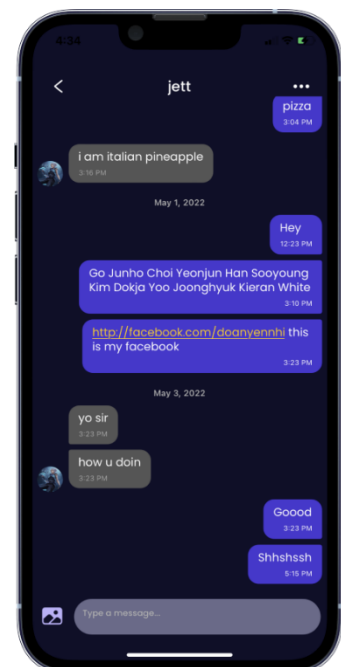 4:34
jett
pizza
3:04 PM
i am italian pineapple
3:16 PM
May 1, 2022
Hey
12:23 PM
Go Junho Choi Yeonjun Han Sooyoung
Kim Dokja Yoo Joonghyuk Kieran White
3:10 PM
http://facebook.com/doanyennhi this
is my facebook
3:23 PM
May 3, 2022
yo sir
3:23 PM
how u doin
3:23 PM
Goood
3:23 PM
Shhshssh
5:15 PM
Type a message...